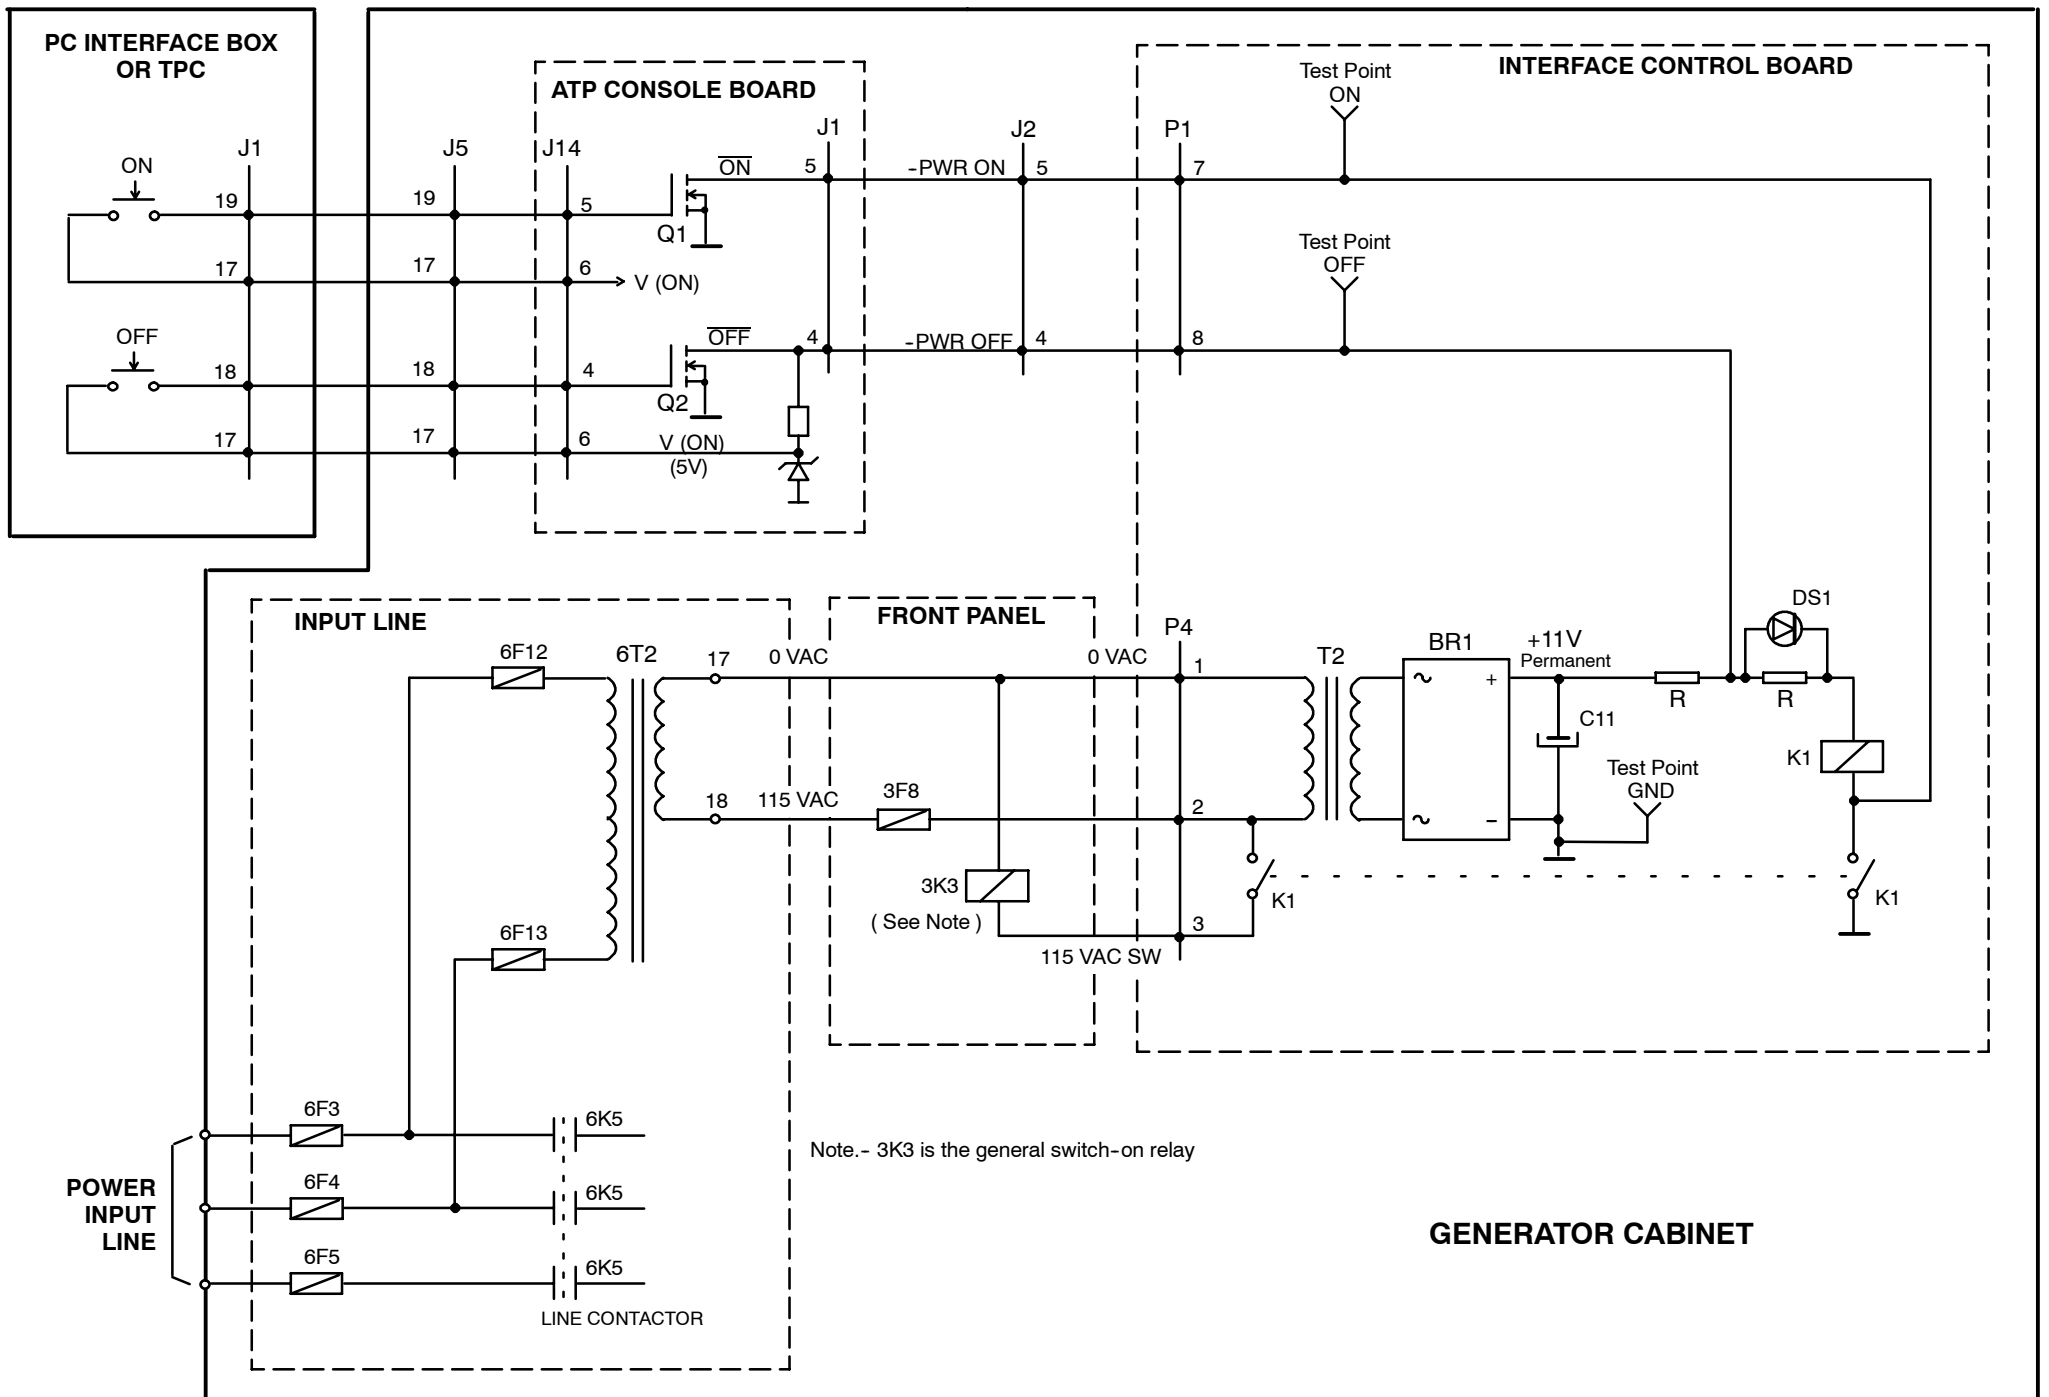 PC INTERFACE BOX
OR TPC
ATP CONSOLE BOARD
INTERFACE CONTROL BOARD
Test Point
ON
J1
J2
P1
J1
J5
J14
ON
ON
5
-PWR ON
5
7
19
19
5
Q1
17
17
6
V (ON)
Test Point
OFF
OFF
OFF
4
-PWR OFF
4
8
18
18
4
Q2
17
17
6
V (ON)
(5V)
INPUT LINE
FRONT PANEL
DS1
P4
6F12
6T2
17
0 VAC
0 VAC
1
T2
BR1
+11V
Permanent
~
+
R
R
C11
K1
Test Point
GND
18
115 VAC
3F8
2
~
-
3K3
( See Note )
K1
K1
3
115 VAC SW
6F13
6F3
6K5
Note.- 3K3 is the general switch-on relay
6F4
6K5
POWER
INPUT
LINE
GENERATOR CABINET
6F5
6K5
LINE CONTACTOR